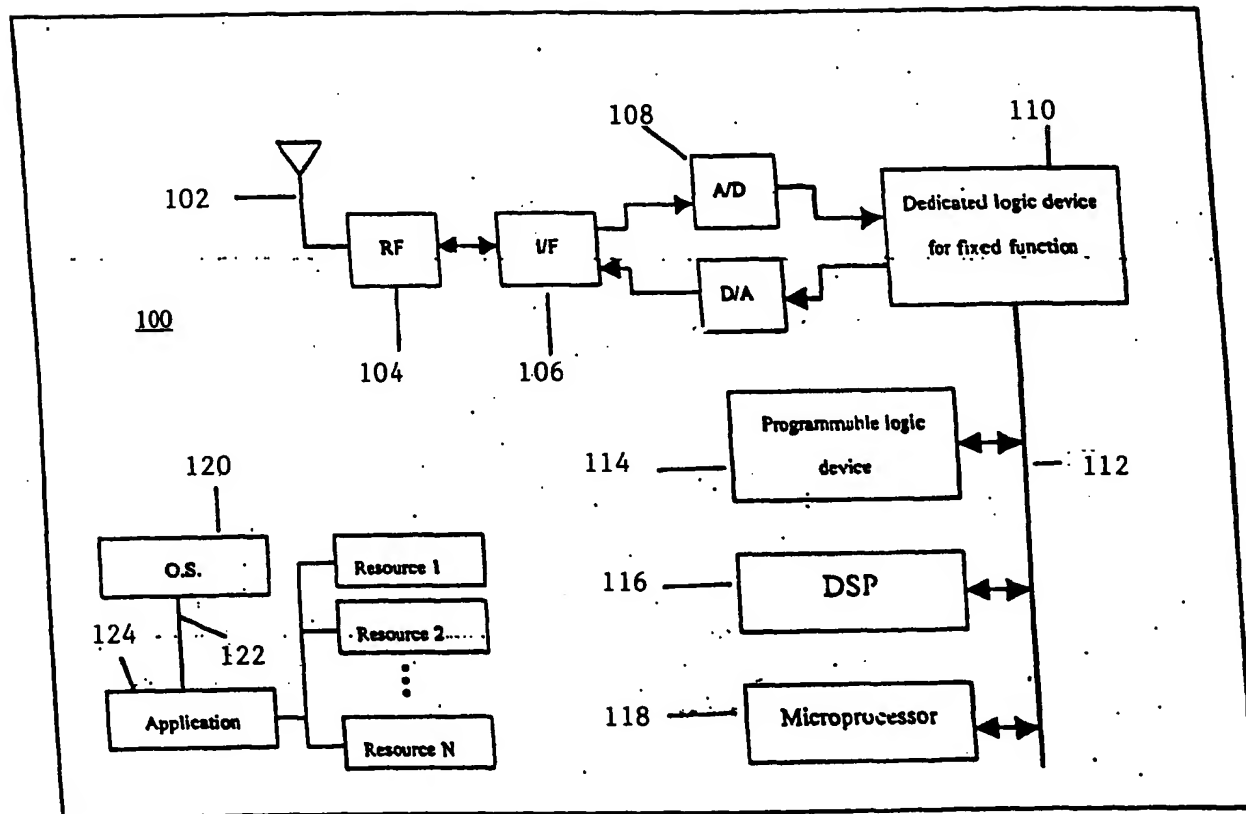 108
110
102
A/D
Dedicated logic device
for fixed function
RF
I/F
D/A
100
104
106
Programmable logic
device
114
112
120
O.S.
Resource 1
116
DSP
124
122
Resource 2
Application
118
Microprocessor
Resource N